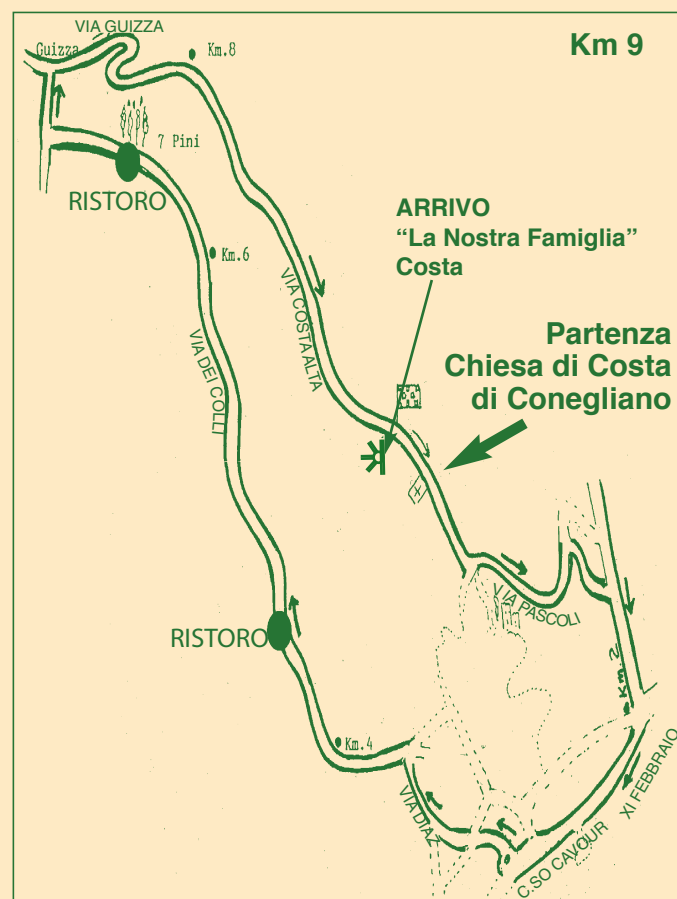 VIA GUIZZA
Km 9
Guizza
Km.8
7 Pini
RISTORO
ARRIVO
“La Nostra Famiglia”
Costa
Km.6
VIA COSTA ALTA
Partenza
Chiesa di Costa
di Conegliano
VIA DEI COLLI
VIA PASCOLI
RISTORO
Km.2
Km.4
XI FEBBRAIO
VIA DIAZ
C.SO CAVOUR